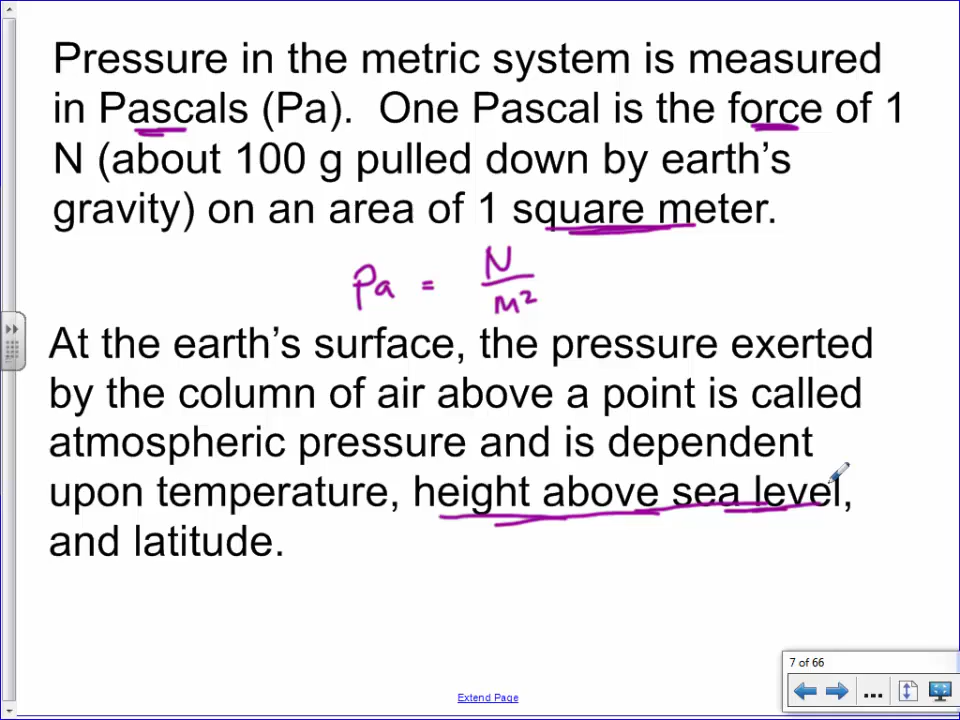 Pressure in the metric system is measured
in Pascals (Pa).  One Pascal is the force of 1
N (about 100 g pulled down by earth's
gravity) on an area of 1 square meter.
Pa = N/m²
At the earth's surface, the pressure exerted
by the column of air above a point is called
atmospheric pressure and is dependent
upon temperature, height above sea level,
and latitude.
7 of 66
...
Extend Page